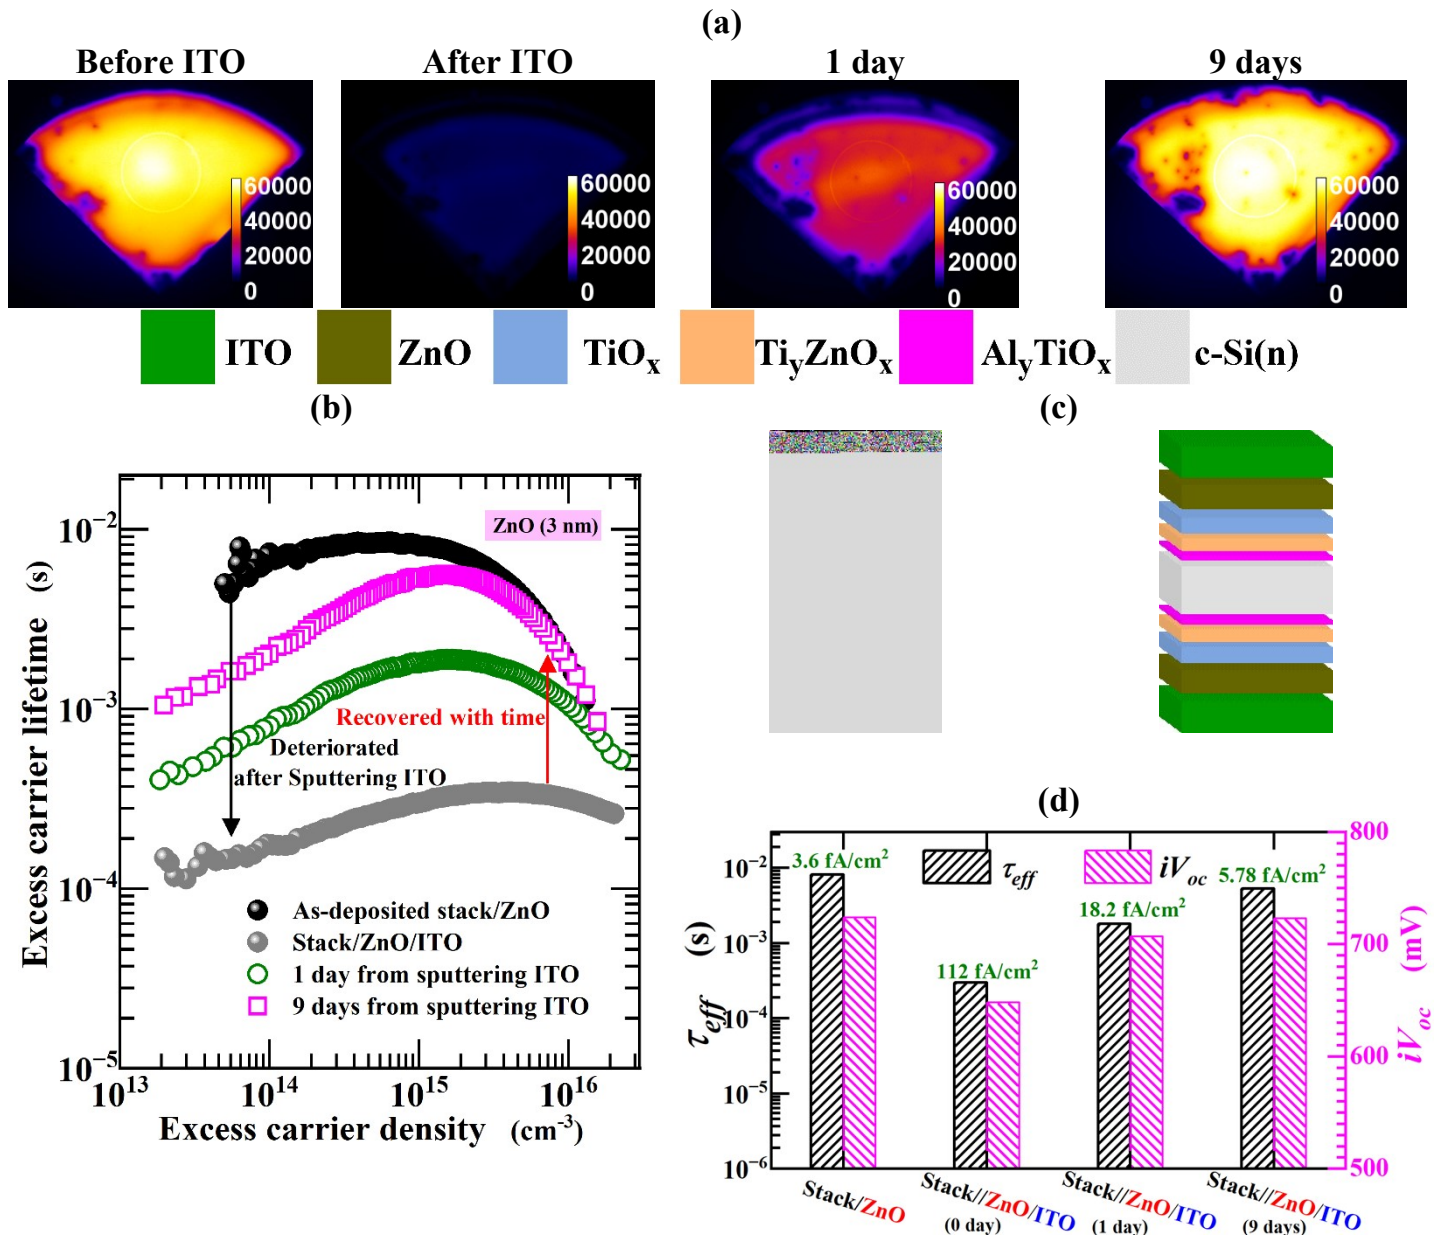 (a)
Before ITO
After ITO
1 day
9 days
60000
40000
20000
0
60000
40000
20000
0
60000
40000
20000
0
60000
40000
20000
0
ITO
ZnO
TiOₓ
TiᵧZnOₓ
AlᵧTiOₓ
c-Si(n)
(b)
Excess carrier lifetime (s)
10⁻²
10⁻³
10⁻⁴
10⁻⁵
ZnO (3 nm)
Recovered with time
Deteriorated
after Sputtering ITO
As-deposited stack/ZnO
Stack/ZnO/ITO
1 day from sputtering ITO
9 days from sputtering ITO
10¹³
10¹⁴
10¹⁵
10¹⁶
Excess carrier density (cm⁻³)
(c)
(d)
τeff (s)
10⁻²
10⁻³
10⁻⁴
10⁻⁵
10⁻⁶
3.6 fA/cm²
112 fA/cm²
18.2 fA/cm²
5.78 fA/cm²
τeff
iVoc
800
700
600
500
iVoc (mV)
Stack/ZnO
Stack//ZnO/ITO
(0 day)
Stack//ZnO/ITO
(1 day)
Stack//ZnO/ITO
(9 days)